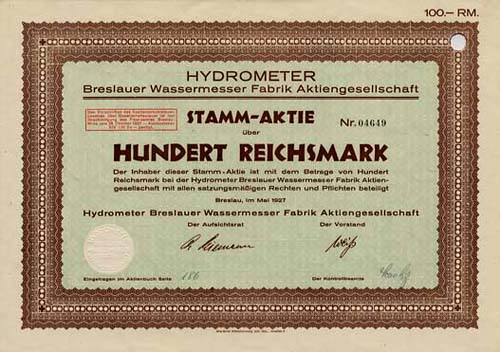 100.— RM.
HYDROMETER
Breslauer Wassermesser Fabrik Aktiengesellschaft
STAMM-AKTIE
über
Nr. 04649
HUNDERT REICHSMARK
Der Inhaber dieser Stamm-Aktie ist mit dem Betrage von Hundert
Reichsmark bei der Hydrometer Breslauer Wassermesser Fabrik Aktien-
gesellschaft mit allen satzungsmäßigen Rechten und Pflichten beteiligt
Breslau, im Mai 1927
Hydrometer Breslauer Wassermesser Fabrik Aktiengesellschaft
Der Aufsichtsrat
Der Vorstand
Eingetragen im Aktienbuch Seite 186
Der Kontrollbeamte